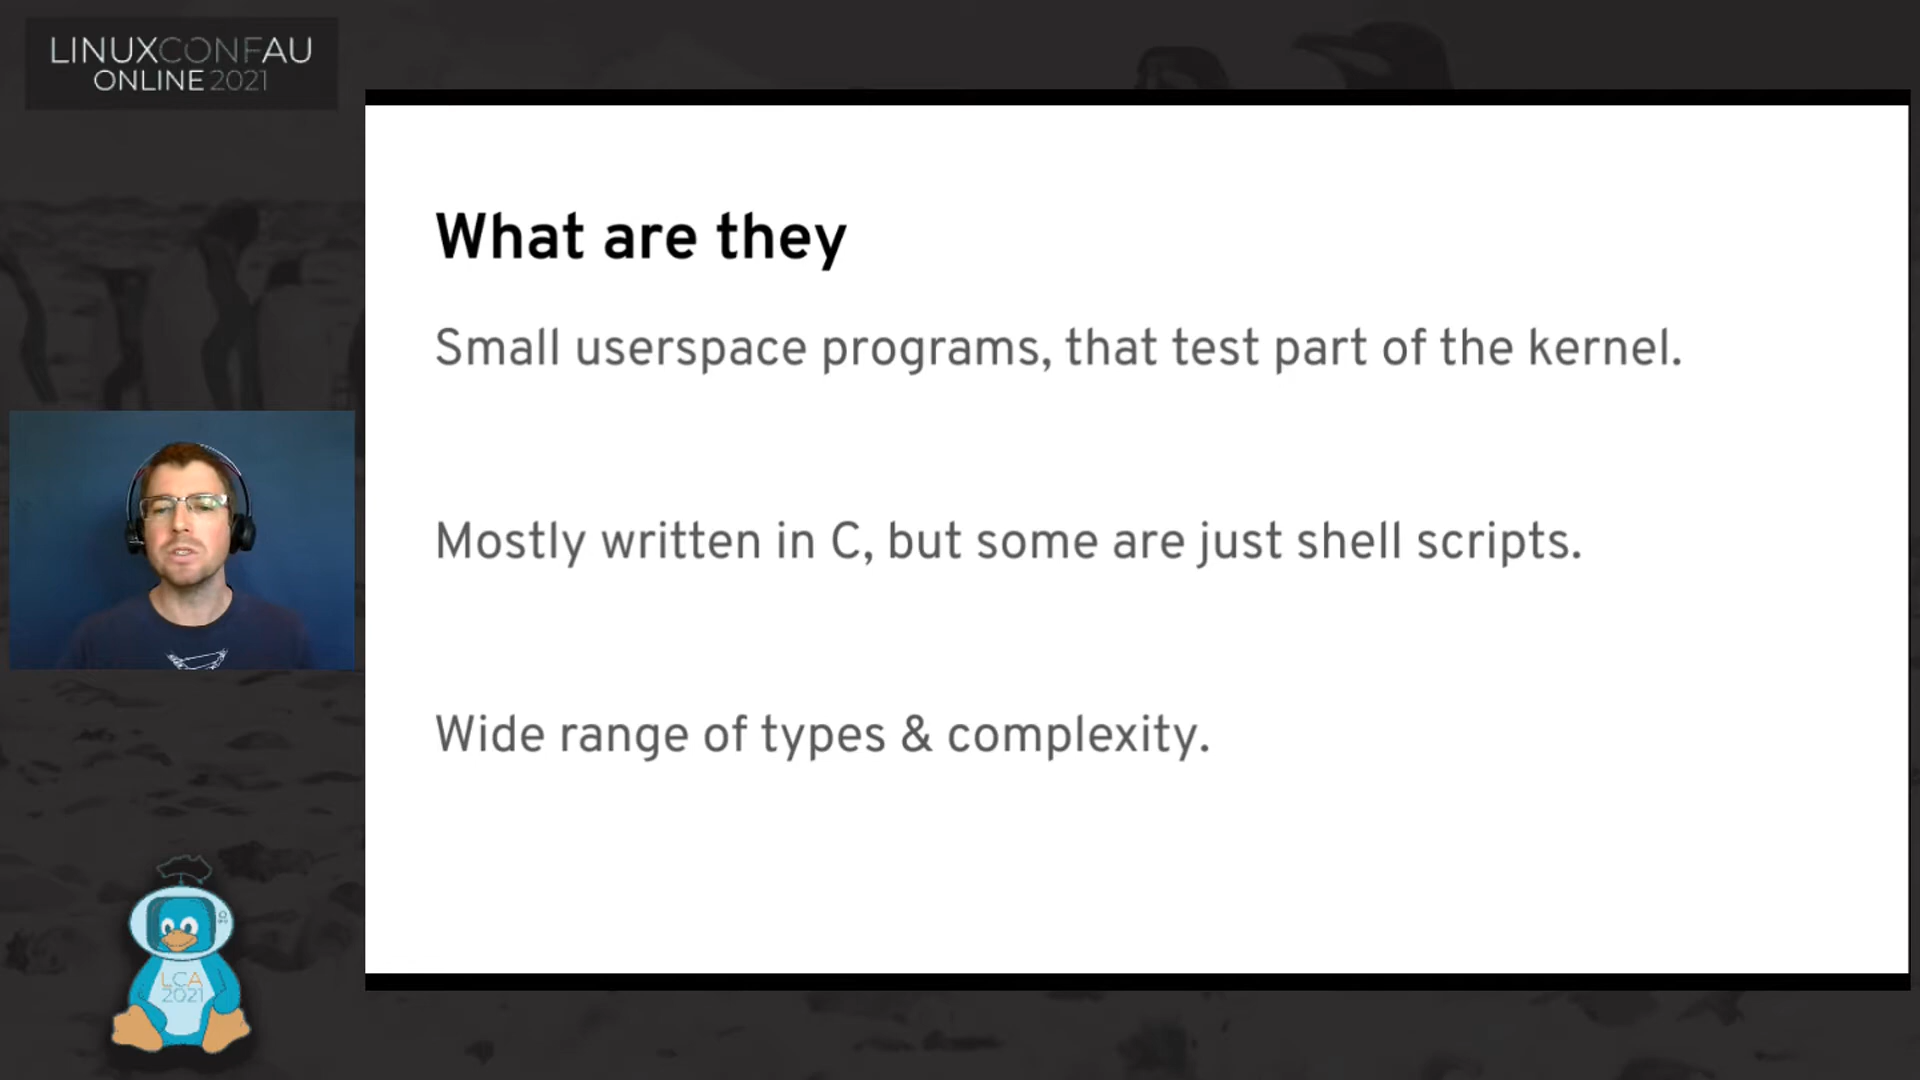 LINUXCONFAU
ONLINE 2021
What are they
Small userspace programs, that test part of the kernel.
Mostly written in C, but some are just shell scripts.
Wide range of types & complexity.
LCA
2021